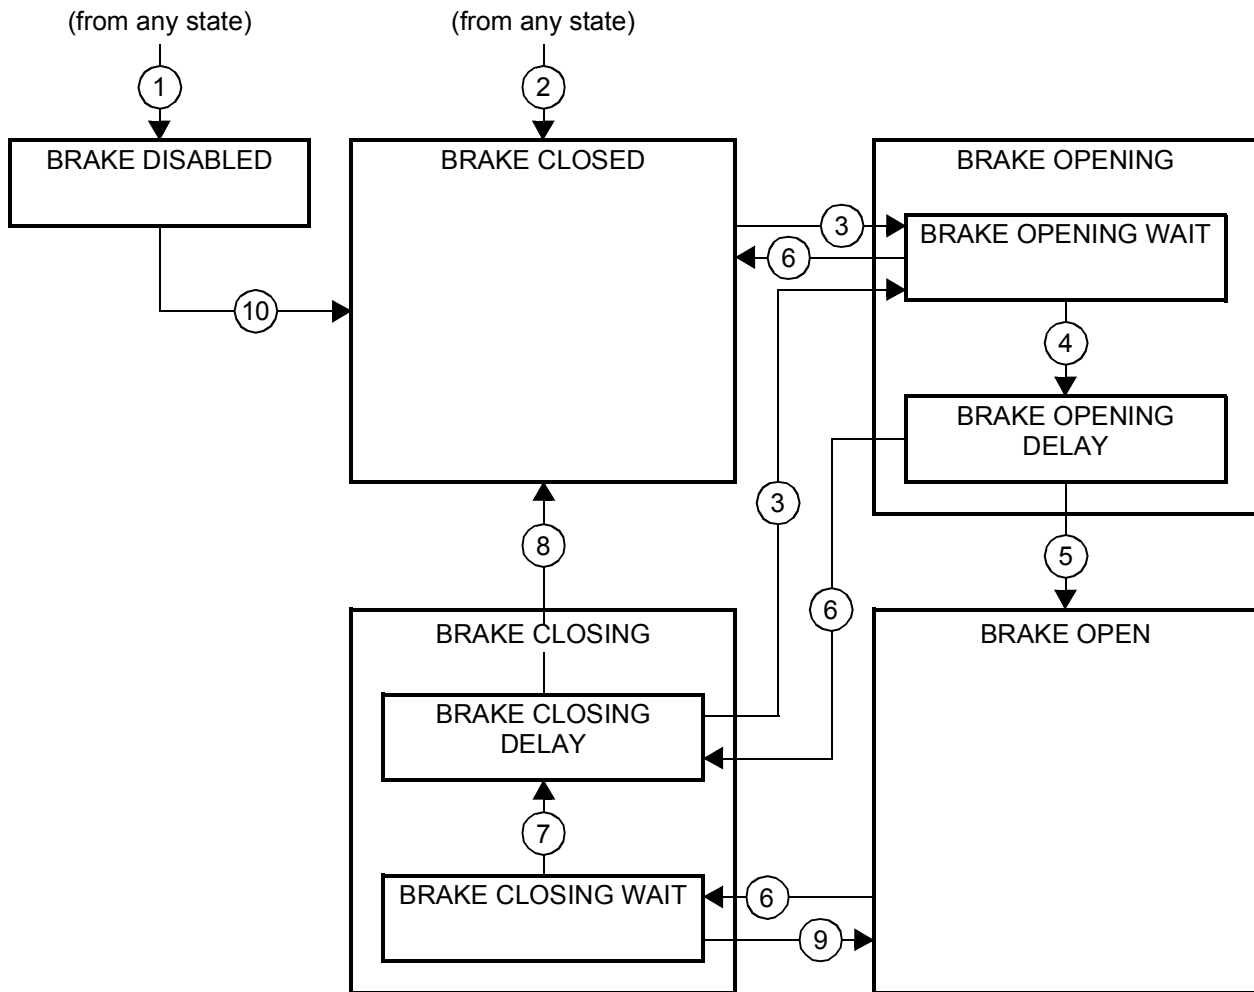 (from any state)
(from any state)
1
2
BRAKE DISABLED
BRAKE CLOSED
BRAKE OPENING
3
BRAKE OPENING WAIT
6
10
4
BRAKE OPENING
DELAY
3
8
5
6
BRAKE CLOSING
BRAKE OPEN
BRAKE CLOSING
DELAY
7
BRAKE CLOSING WAIT
6
9